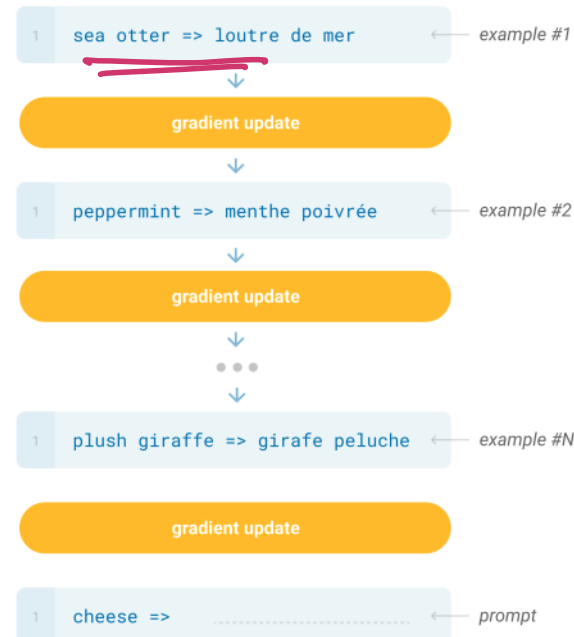 1 sea otter => loutre de mer example #1
gradient update
1 peppermint => menthe poivrée example #2
gradient update
1 plush giraffe => girafe peluche example #N
gradient update
1 cheese => prompt